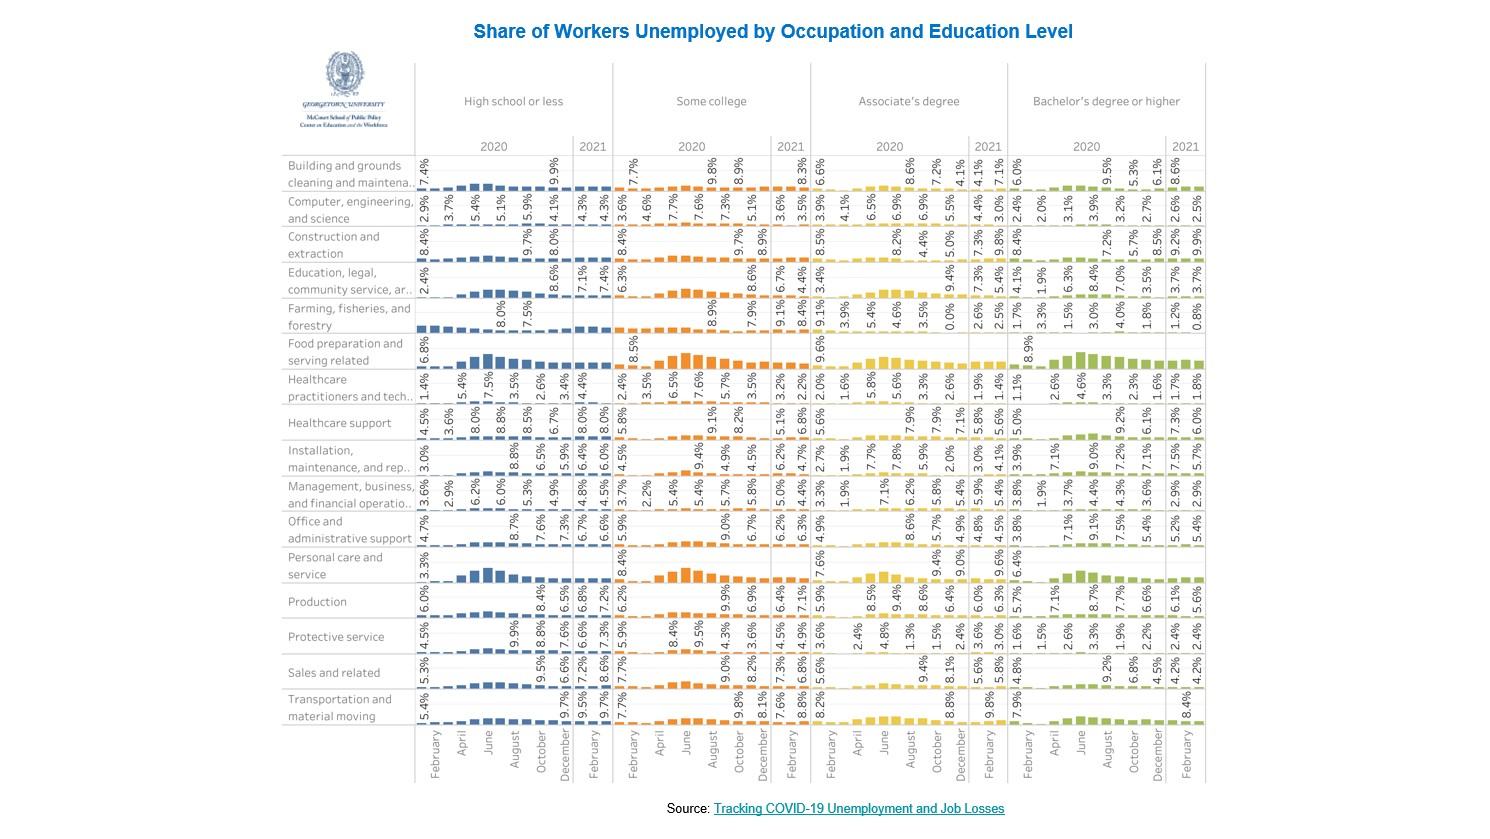 Share of Workers Unemployed by Occupation and Education Level
GEORGETOWN UNIVERSITY
McCourt School of Public Policy
Center on Education and the Workforce
High school or less
Some college
Associate's degree
Bachelor's degree or higher
2020 2021 2020 2021 2020 2021 2020 2021
Building and grounds
cleaning and maintena..
7.4% 9.9% 7.7% 9.8% 8.9% 8.3% 6.6% 8.6% 7.2% 4.1% 4.1% 7.1% 6.0% 9.5% 5.3% 6.1% 8.6%
Computer, engineering,
and science
2.9% 3.7% 5.4% 5.1% 5.9% 4.1% 4.3% 4.3% 3.6% 4.6% 7.7% 7.6% 7.3% 5.1% 3.6% 3.5% 3.9% 4.1% 6.5% 6.9% 6.9% 5.5% 4.4% 3.0% 2.4% 2.0% 3.1% 3.9% 3.2% 2.7% 2.6% 2.5%
Construction and
extraction
8.4% 9.7% 8.0% 8.4% 9.7% 8.9% 8.5% 8.2% 4.4% 5.0% 7.3% 9.8% 8.4% 7.2% 5.7% 8.5% 9.2% 9.9%
Education, legal,
community service, ar..
2.4% 8.6% 7.1% 7.4% 6.3% 8.6% 6.7% 4.4% 3.4% 9.4% 7.3% 5.4% 4.1% 1.9% 6.3% 8.4% 7.0% 3.5% 3.7% 3.7%
Farming, fisheries, and
forestry
8.0% 7.5% 8.9% 7.9% 9.1% 8.4% 9.1% 3.9% 5.4% 4.6% 3.5% 0.0% 2.6% 2.5% 1.7% 3.3% 1.5% 3.0% 4.0% 1.8% 1.2% 0.8%
Food preparation and
serving related
6.8% 8.5% 9.6% 8.9%
Healthcare
practitioners and tech..
1.4% 5.4% 7.5% 3.5% 2.6% 3.4% 4.4% 2.4% 3.5% 6.5% 7.6% 5.7% 3.5% 3.2% 2.2% 2.0% 1.6% 5.8% 5.6% 3.3% 2.6% 1.9% 1.4% 1.1% 2.6% 4.6% 3.3% 2.3% 1.6% 1.7% 1.8%
Healthcare support
4.5% 3.6% 8.0% 8.8% 8.5% 6.7% 8.0% 8.0% 5.8% 9.1% 8.2% 5.1% 6.8% 5.6% 7.9% 7.9% 7.1% 5.8% 5.6% 5.0% 9.2% 6.1% 7.3% 6.0%
Installation,
maintenance, and rep..
3.0% 8.8% 6.5% 5.9% 6.4% 6.0% 4.5% 9.4% 4.9% 4.5% 6.2% 4.7% 2.7% 1.9% 7.7% 7.8% 5.9% 2.0% 3.0% 4.1% 3.9% 7.1% 9.0% 7.2% 7.1% 7.5% 5.7%
Management, business,
and financial operatio..
3.6% 2.9% 6.2% 6.0% 5.3% 4.9% 4.8% 4.5% 3.7% 2.2% 5.4% 5.4% 5.7% 5.8% 5.0% 4.4% 3.3% 1.9% 7.1% 6.2% 5.8% 5.4% 5.9% 5.4% 3.8% 1.9% 3.7% 4.4% 4.3% 3.6% 2.9% 2.9%
Office and
administrative support
4.7% 8.7% 7.6% 7.3% 6.7% 6.6% 5.9% 9.0% 6.7% 6.2% 6.3% 4.9% 8.6% 5.7% 4.9% 4.8% 4.5% 3.8% 7.1% 9.1% 7.5% 5.4% 5.2% 5.4%
Personal care and
service
3.3% 8.4% 7.6% 9.4% 9.0% 9.6% 6.4%
Production
6.0% 8.4% 6.5% 6.8% 7.2% 6.2% 9.9% 6.9% 6.4% 7.1% 5.9% 8.5% 9.4% 8.6% 6.4% 6.0% 6.3% 5.7% 7.1% 8.7% 7.7% 6.6% 6.1% 5.6%
Protective service
4.5% 9.9% 8.8% 7.6% 6.6% 7.3% 5.9% 8.4% 9.5% 4.3% 3.6% 4.5% 4.9% 3.6% 2.4% 4.8% 1.3% 1.5% 2.4% 3.6% 3.0% 1.6% 1.5% 2.6% 3.3% 1.9% 2.2% 2.4% 2.4%
Sales and related
5.3% 9.5% 6.6% 7.2% 8.6% 7.7% 9.0% 8.2% 7.3% 6.8% 5.6% 9.4% 8.1% 5.6% 5.8% 4.8% 9.2% 6.8% 4.5% 4.2% 4.2%
Transportation and
material moving
5.4% 9.7% 9.5% 9.7% 7.7% 9.8% 8.1% 7.6% 8.8% 8.2% 8.8% 9.8% 7.9% 8.4%
February April June August October December February February April June August October December February February April June August October December February February April June August October December February
Source: Tracking COVID-19 Unemployment and Job Losses